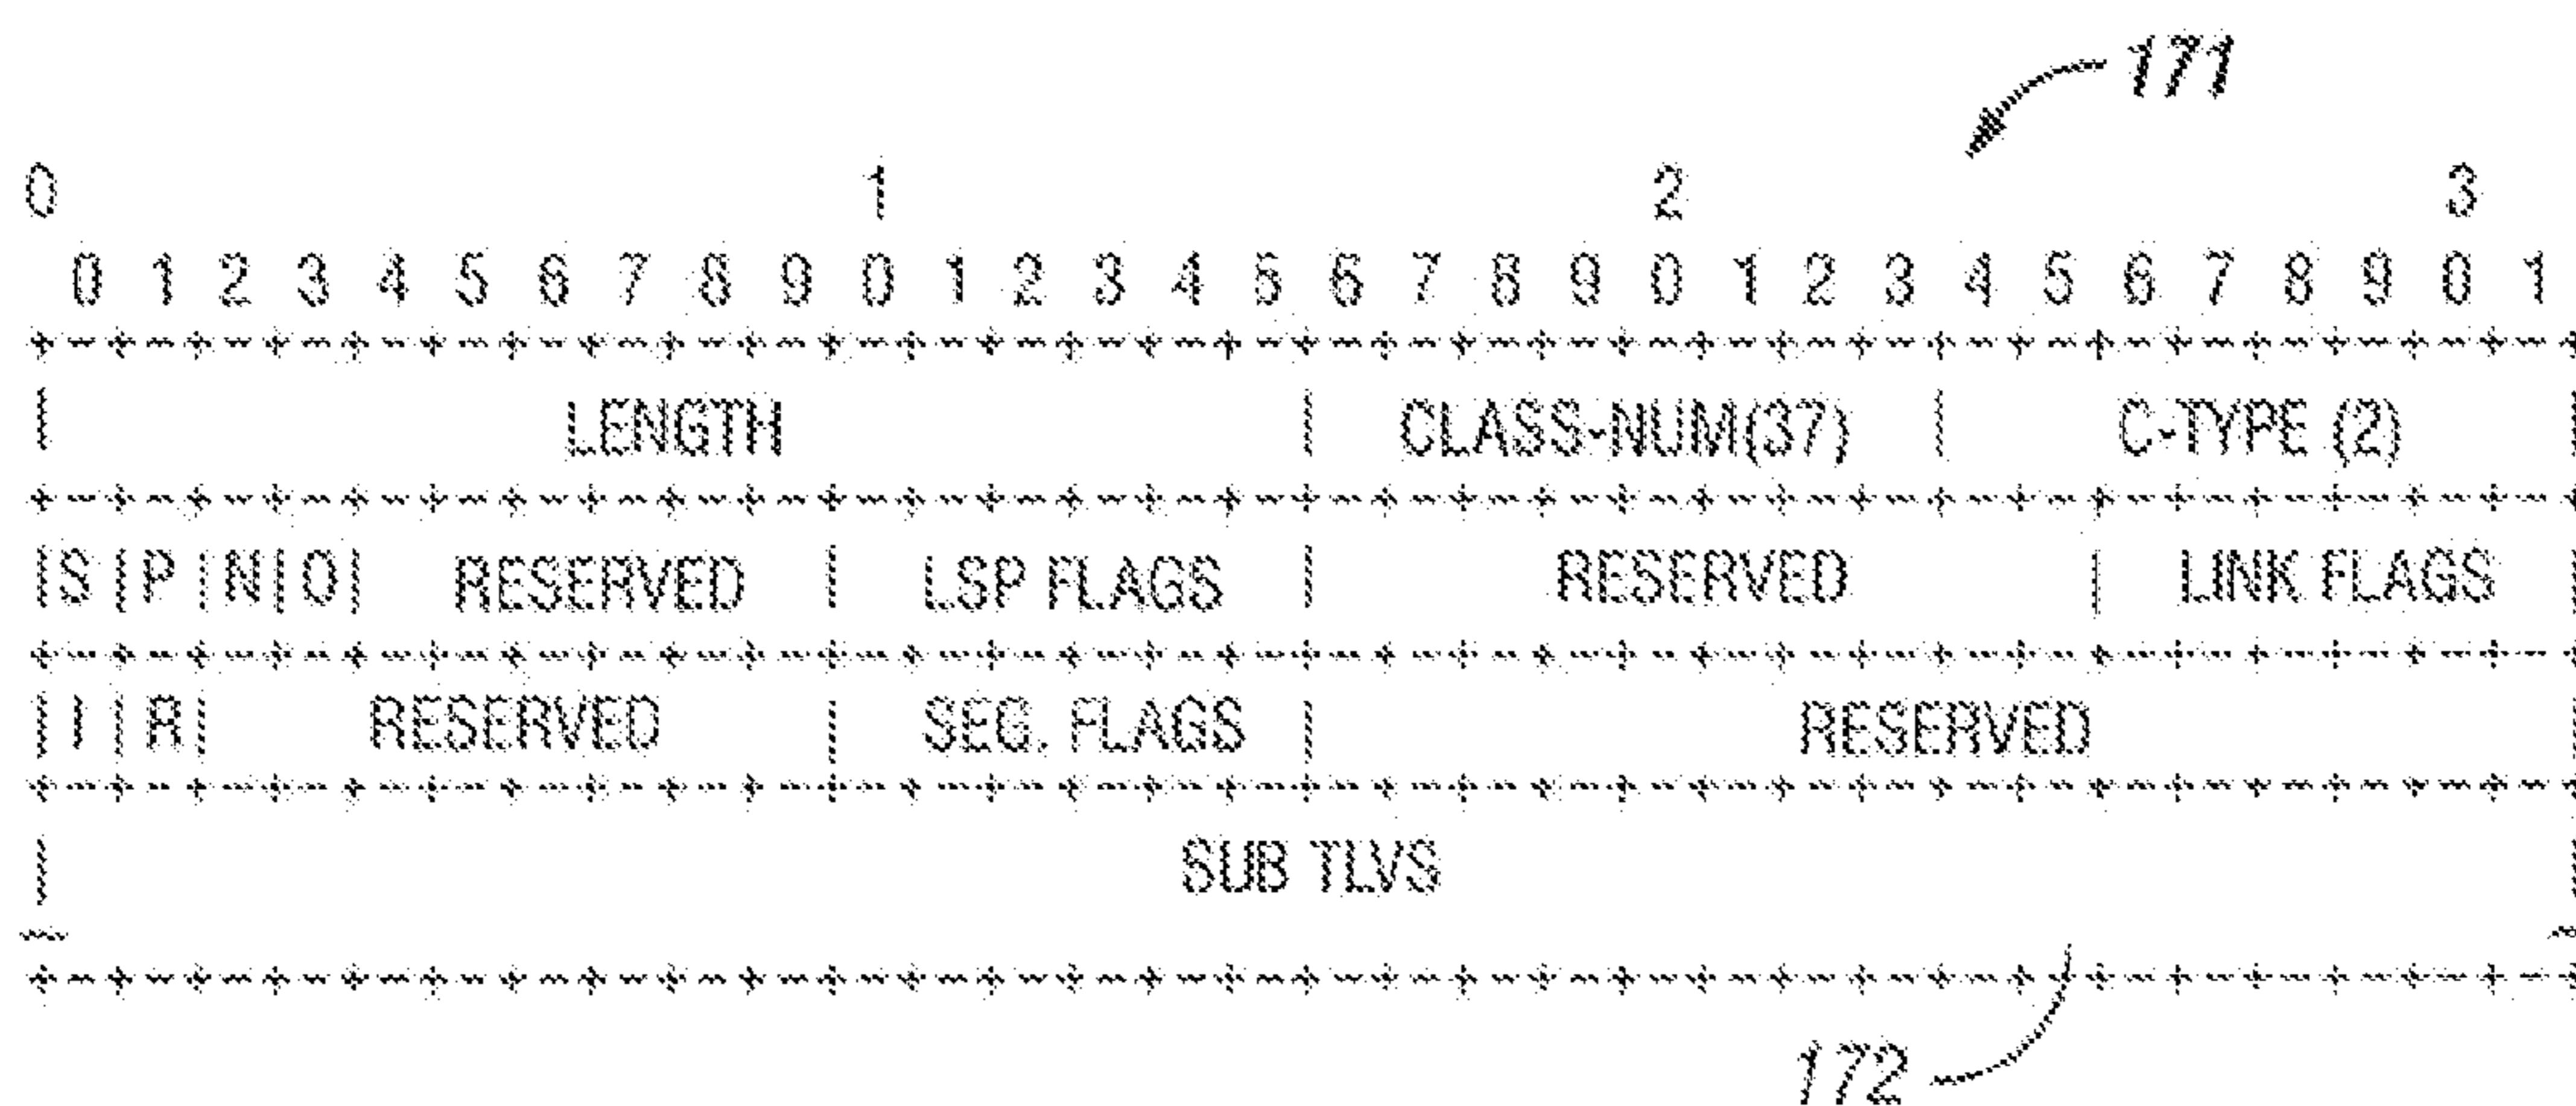 171
0 1 2 3
0 1 2 3 4 5 6 7 8 9 0 1 2 3 4 5 6 7 8 9 0 1 2 3 4 5 6 7 8 9 0 1
+-+-+-+-+-+-+-+-+-+-+-+-+-+-+-+-+-+-+-+-+-+-+-+-+-+-+-+-+-+-+-+-+
| LENGTH | CLASS-NUM(37) | C-TYPE (2) |
+-+-+-+-+-+-+-+-+-+-+-+-+-+-+-+-+-+-+-+-+-+-+-+-+-+-+-+-+-+-+-+-+
|S|P|N|O| RESERVED | LSP FLAGS | RESERVED | LINK FLAGS |
+-+-+-+-+-+-+-+-+-+-+-+-+-+-+-+-+-+-+-+-+-+-+-+-+-+-+-+-+-+-+-+-+
|I|R| RESERVED | SEG. FLAGS | RESERVED |
+-+-+-+-+-+-+-+-+-+-+-+-+-+-+-+-+-+-+-+-+-+-+-+-+-+-+-+-+-+-+-+-+
| SUB TLVS |
~ ~
+-+-+-+-+-+-+-+-+-+-+-+-+-+-+-+-+-+-+-+-+-+-+-+-+-+-+-+-+-+-+-+-+
172